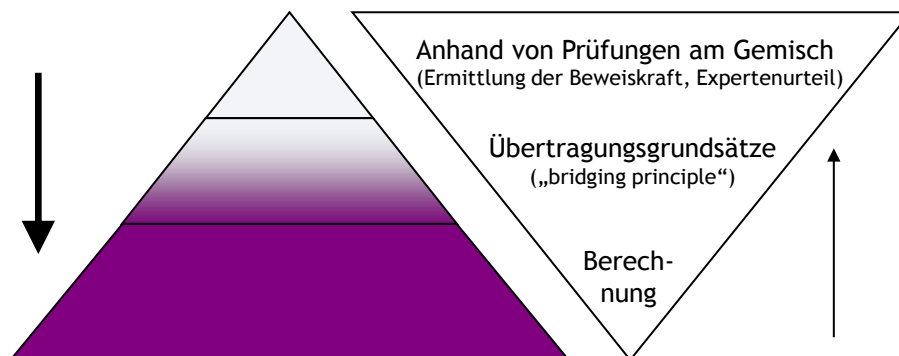 Anhand von Prüfungen am Gemisch
(Ermittlung der Beweiskraft, Expertenurteil)
Übertragungsgrundsätze
(„bridging principle“)
Berech-
nung